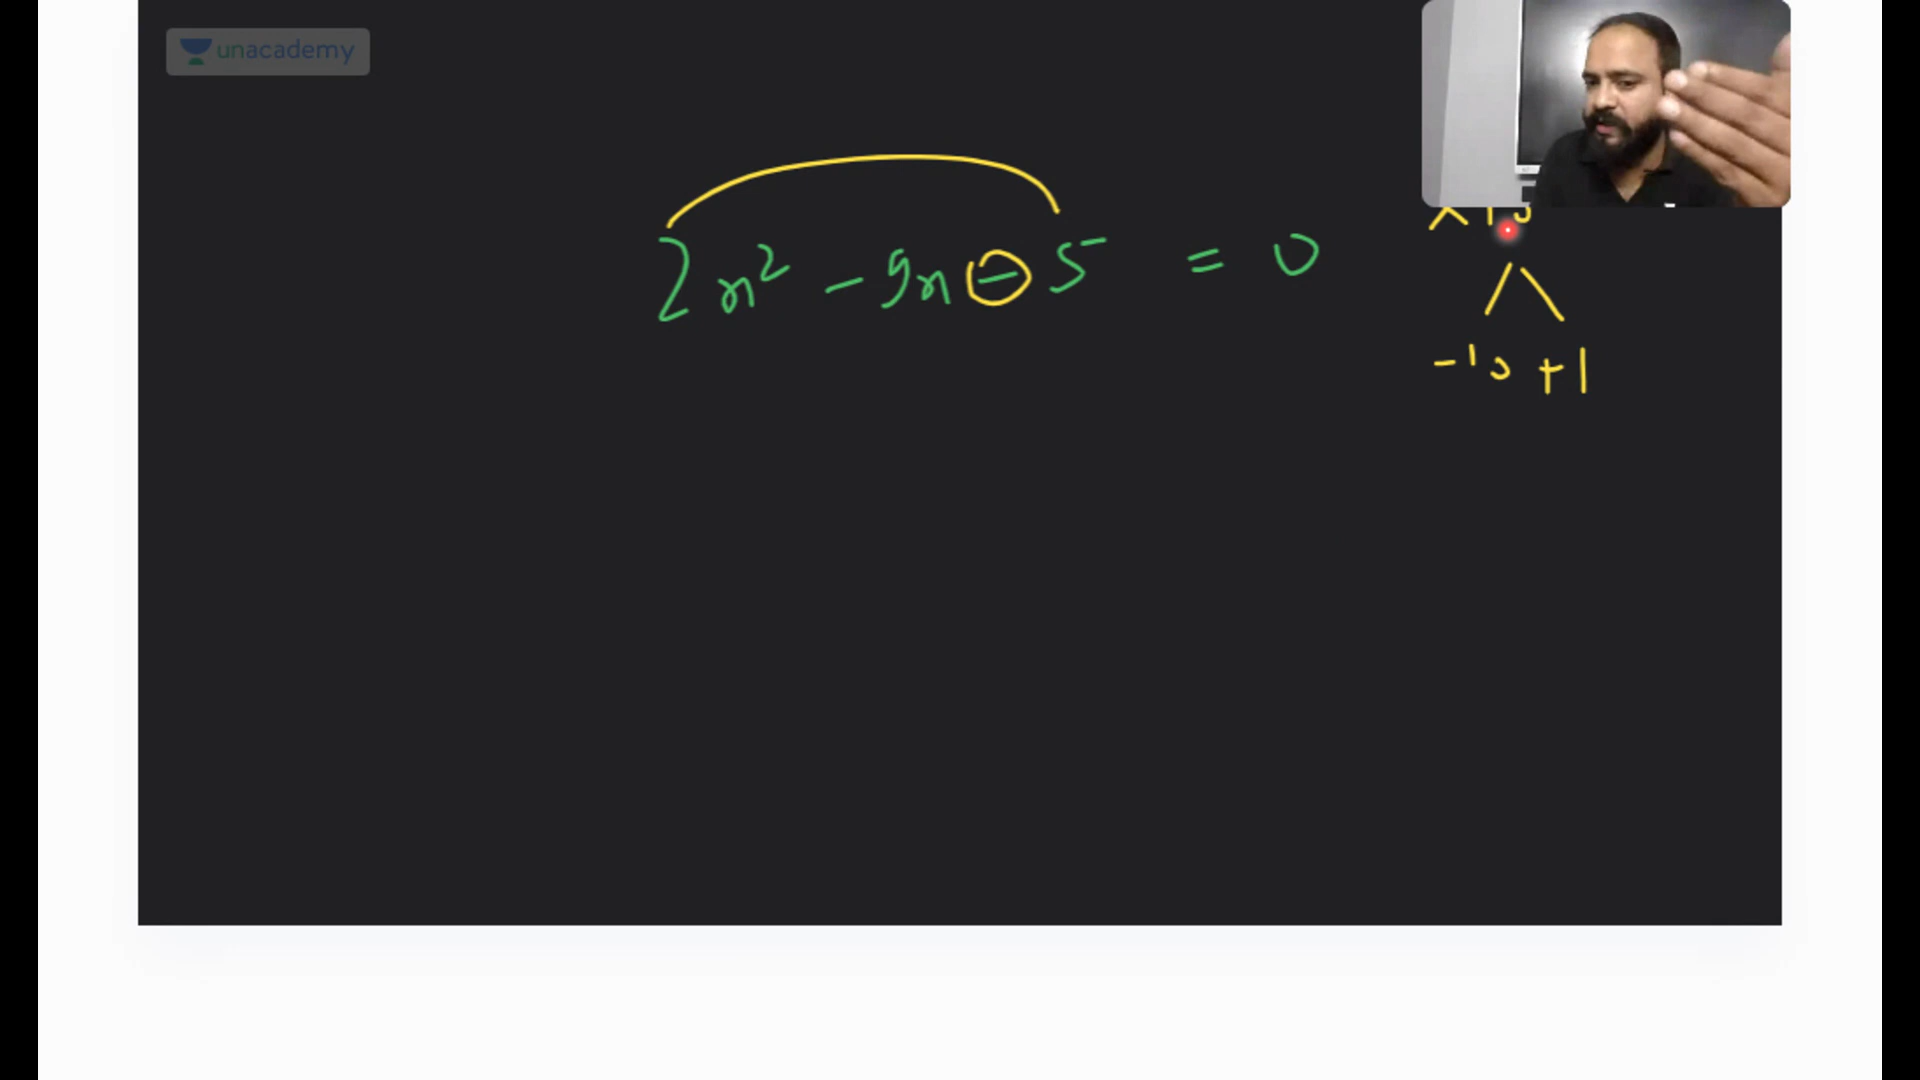 unacademy
2x² - 9x - 5 = 0
-10 +1